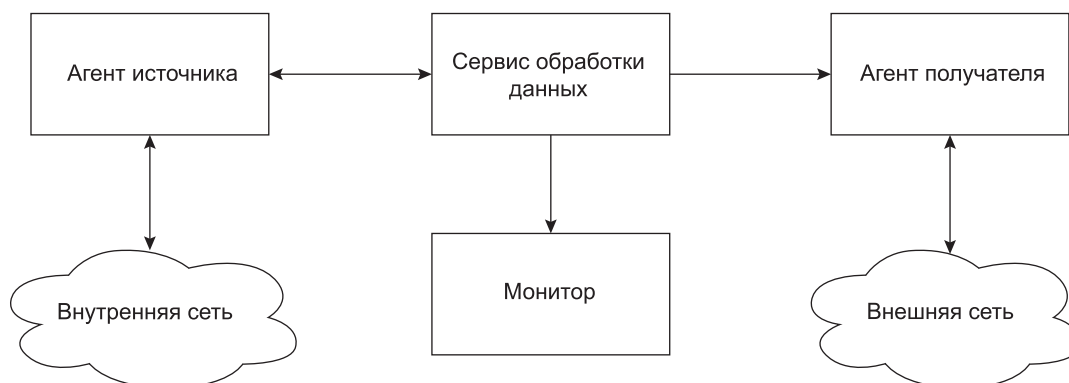 Агент источника
Сервис обработки
данных
Агент получателя
Монитор
Внутренняя сеть
Внешняя сеть